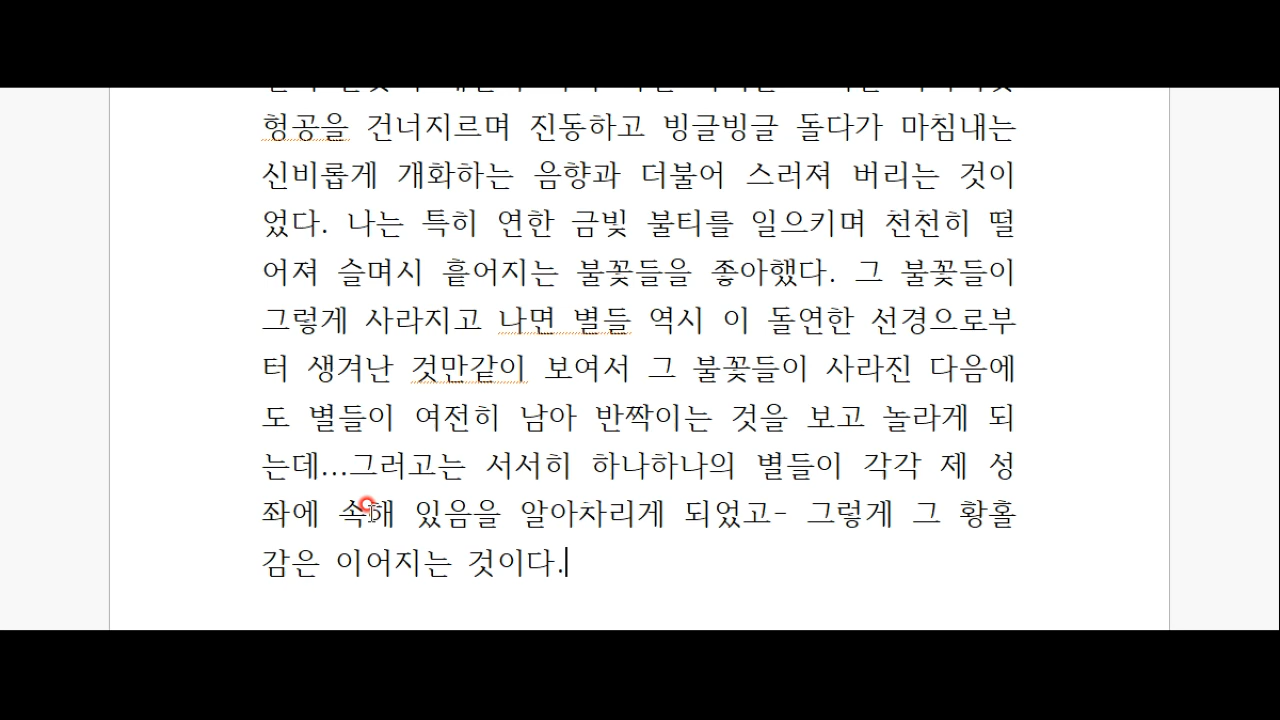 헝공을 건너지르며 진동하고 빙글빙글 돌다가 마침내는
신비롭게 개화하는 음향과 더불어 스러져 버리는 것이
었다. 나는 특히 연한 금빛 불티를 일으키며 천천히 떨
어져 슬며시 흩어지는 불꽃들을 좋아했다. 그 불꽃들이
그렇게 사라지고 나면 별들 역시 이 돌연한 선경으로부
터 생겨난 것만같이 보여서 그 불꽃들이 사라진 다음에
도 별들이 여전히 남아 반짝이는 것을 보고 놀라게 되
는데...그러고는 서서히 하나하나의 별들이 각각 제 성
좌에 속해 있음을 알아차리게 되었고- 그렇게 그 황홀
감은 이어지는 것이다.